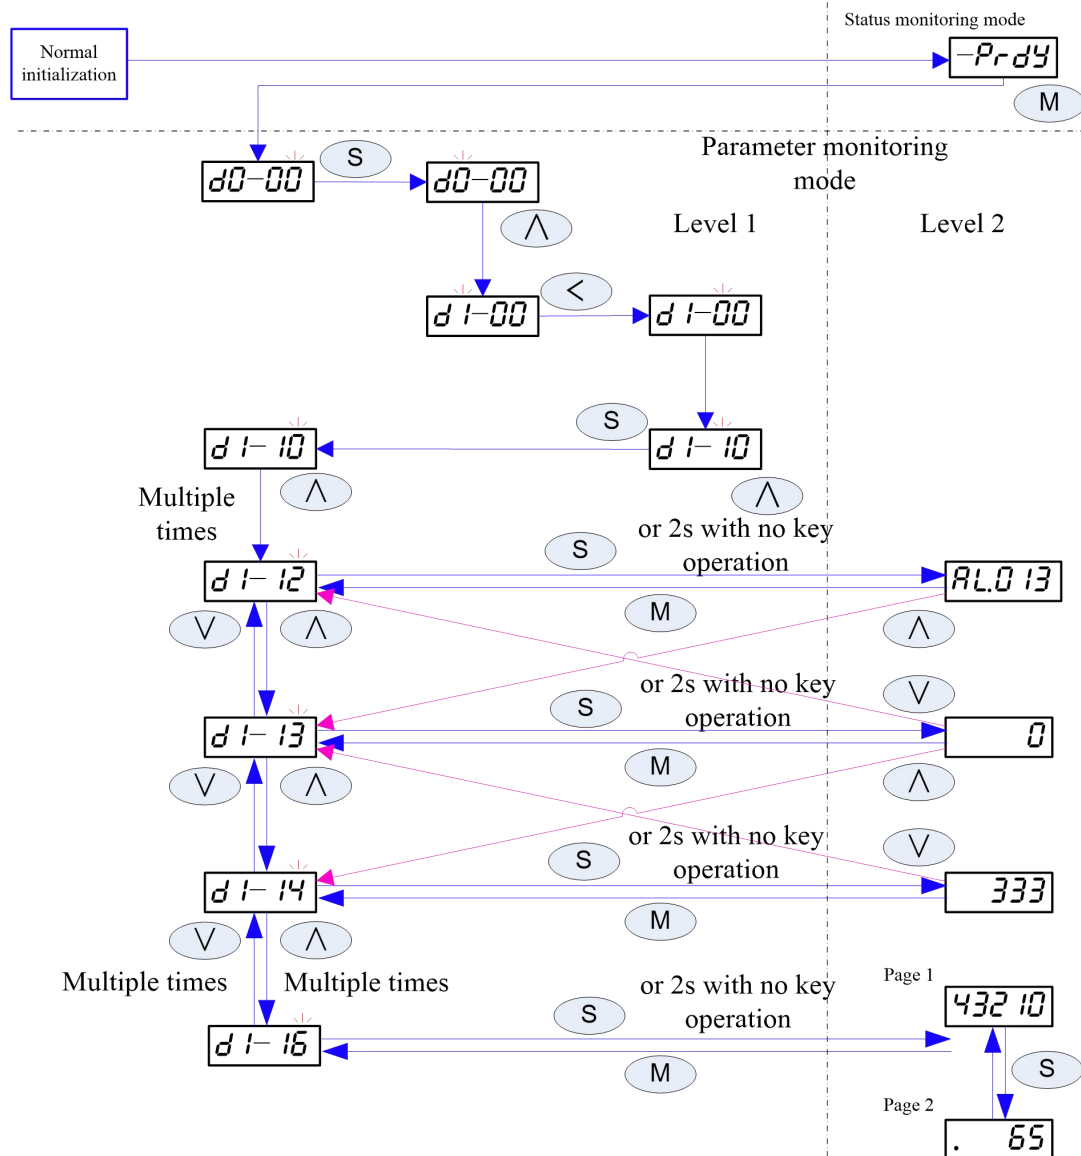 Status monitoring mode
Normal
initialization
-Prdy
M
Parameter monitoring
mode
d0-00
S
d0-00
Level 1
Level 2
∧
d1-00
<
d1-00
d1-10
S
d1-10
∧
∧
Multiple
times
or 2s with no key
operation
d1-12
S
AL.013
M
∨
∧
∧
or 2s with no key
operation
∨
d1-13
S
0
M
∨
∧
∧
or 2s with no key
operation
∨
d1-14
S
333
M
∨
∧
Multiple times
Multiple times
or 2s with no key
operation
Page 1
43210
d1-16
S
M
S
Page 2
. 65